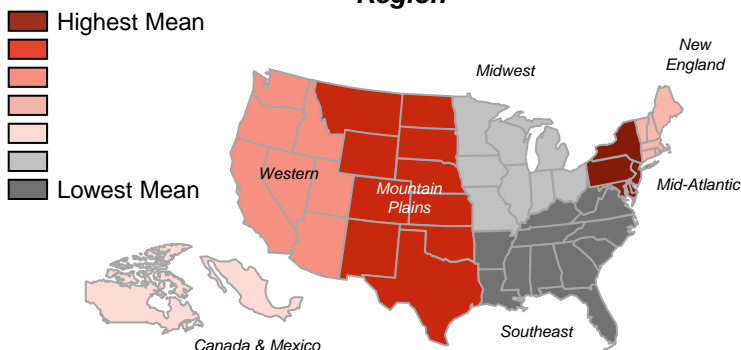 Region
Highest Mean
New
England
Midwest
Western
Mountain
Plains
Mid-Atlantic
Lowest Mean
Southeast
Canada & Mexico